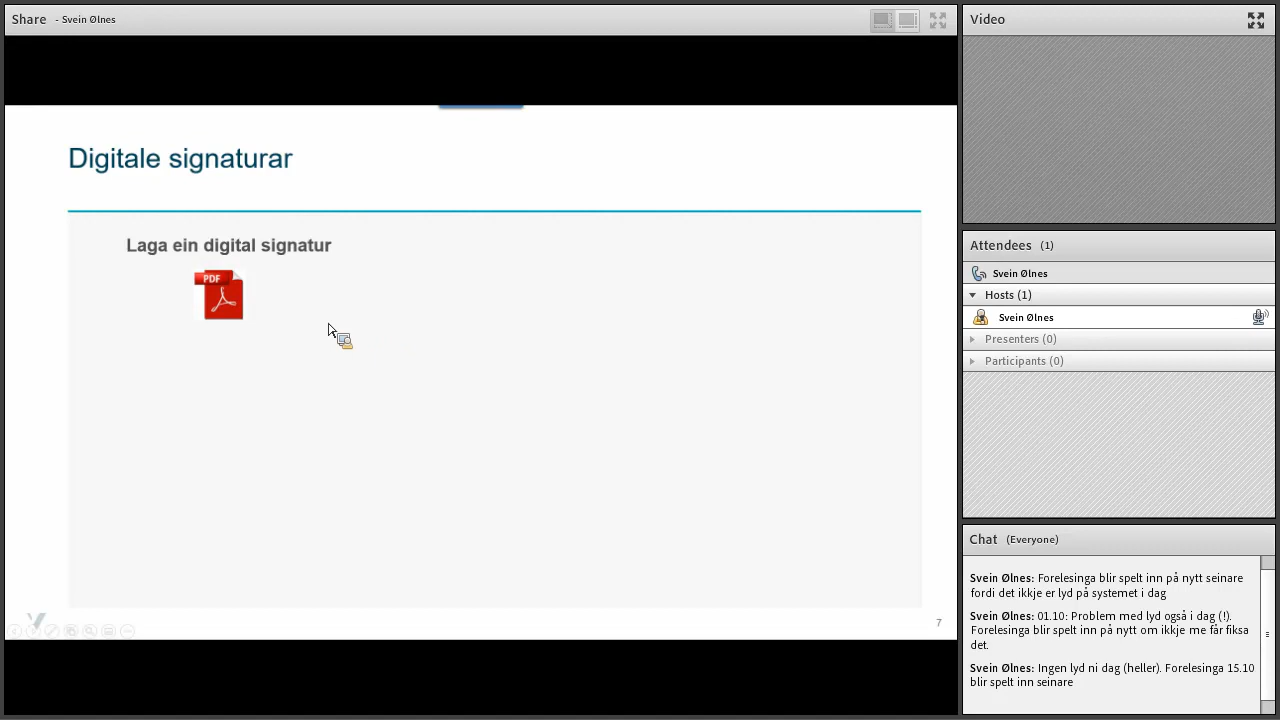 Share - Svein Ølnes
Digitale signaturar
Laga ein digital signatur
PDF
7
Video
Attendees (1)
Svein Ølnes
Hosts (1)
Svein Ølnes
Presenters (0)
Participants (0)
Chat (Everyone)
Svein Ølnes: Forelesinga blir spelt inn på nytt seinare
fordi det ikkje er lyd på systemet i dag
Svein Ølnes: 01.10: Problem med lyd også i dag (!).
Forelesinga blir spelt inn på nytt om ikkje me får fiksa
det.
Svein Ølnes: Ingen lyd ni dag (heller). Forelesinga 15.10
blir spelt inn seinare